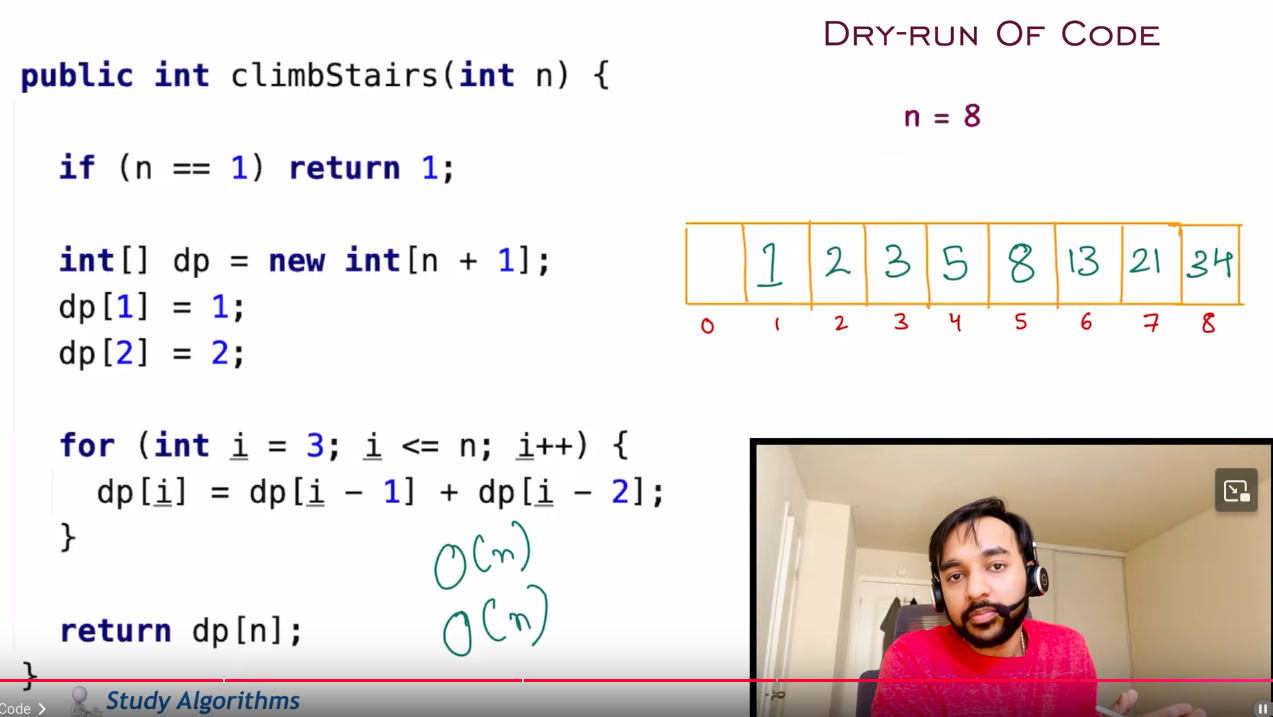 DRY-RUN OF CODE
public int climbStairs(int n) {
n = 8
if (n == 1) return 1;
int[] dp = new int[n + 1];
dp[1] = 1;
dp[2] = 2;
1 2 3 5 8 13 21 34
0 1 2 3 4 5 6 7 8
for (int i = 3; i <= n; i++) {
dp[i] = dp[i - 1] + dp[i - 2];
}
O(n)
O(n)
return dp[n];
}
Study Algorithms
Code